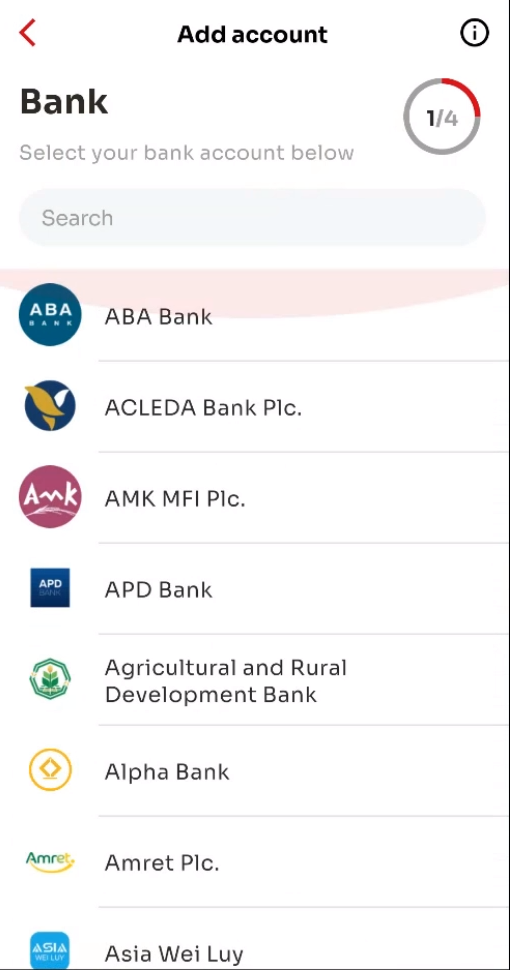 Add account
Bank
1/4
Select your bank account below
Search
ABA
BANK
ABA Bank
ACLEDA Bank Plc.
Amk
AMK MFI Plc.
APD
BANK
APD Bank
Agricultural and Rural
Development Bank
Alpha Bank
Amret
Amret Plc.
ASIA
WEI LUY
Asia Wei Luy